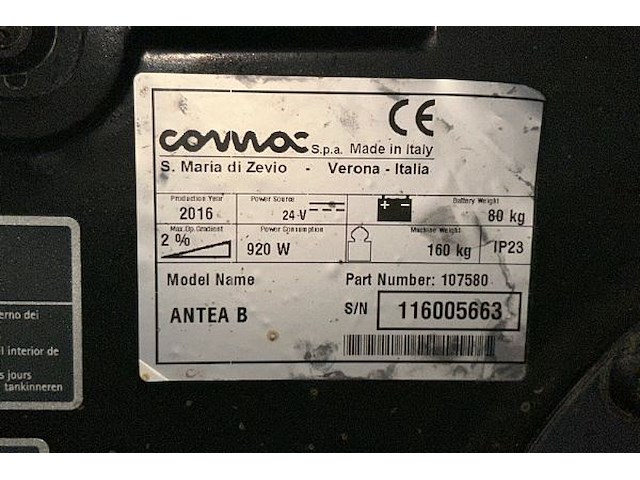 comac S.p.a. Made in Italy CE
S. Maria di Zevio - Verona - Italia
Production Year
2016
Power Source
24 V
Battery Weight
80 kg
Max.Op. Gradient
2 %
Power Consumption
920 W
Machine Weight
160 kg
IP23
Model Name
ANTEA B
Part Number: 107580
S/N 116005663
erno dei
l interior de
s jours
tankinneren